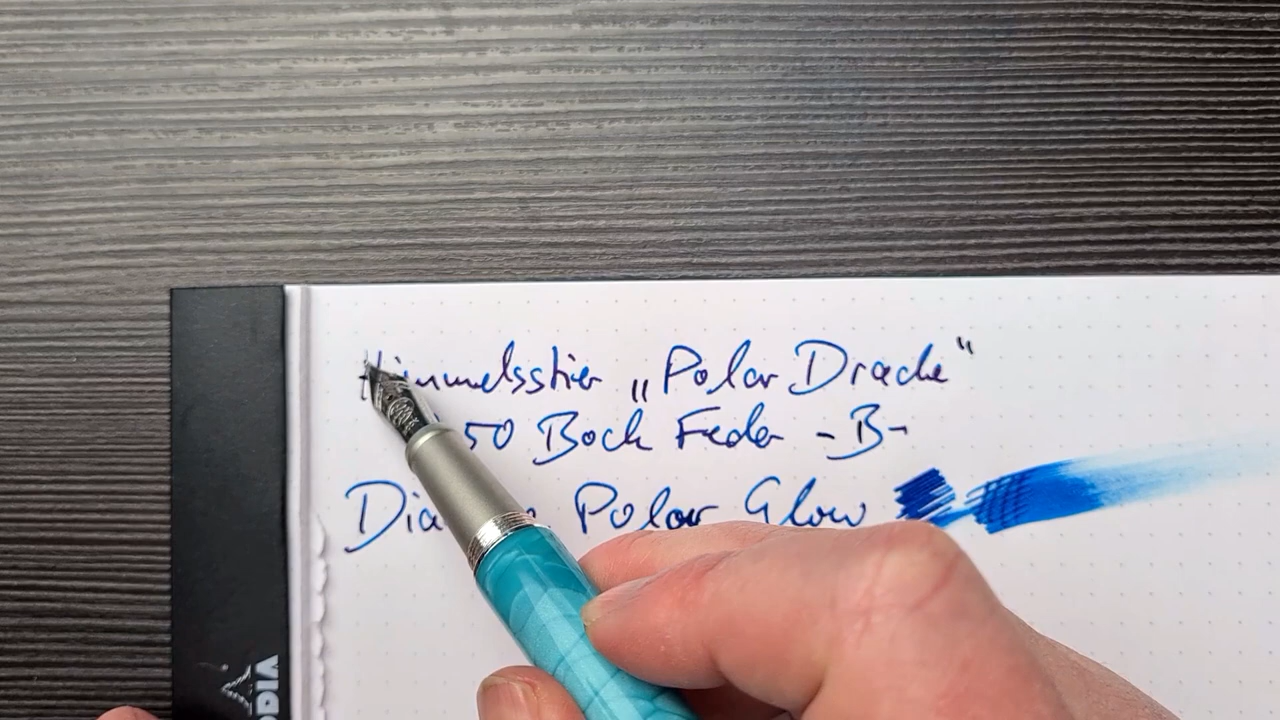 Himmelsstier „Polar Drache“
50 Bock Feder -B-
Polar Glow